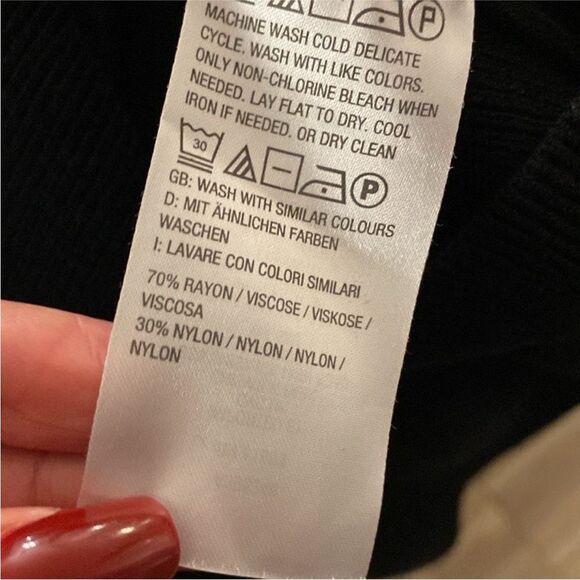 P
MACHINE WASH COLD DELICATE
CYCLE. WASH WITH LIKE COLORS.
ONLY NON-CHLORINE BLEACH WHEN
NEEDED. LAY FLAT TO DRY. COOL
IRON IF NEEDED. OR DRY CLEAN
30 P
GB: WASH WITH SIMILAR COLOURS
D: MIT ÄHNLICHEN FARBEN
WASCHEN
I: LAVARE CON COLORI SIMILARI
70% RAYON / VISCOSE / VISKOSE /
VISCOSA
30% NYLON / NYLON / NYLON /
NYLON